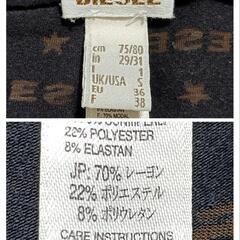 DIESEL
cm 75/80
in 29/31
I 1
UK/USA S
EU 36
F 38
22% POLYESTER
8% ELASTAN
JP: 70% レーヨン
22% ポリエステル
8% ポリウレタン
CARE INSTRUCTIONS